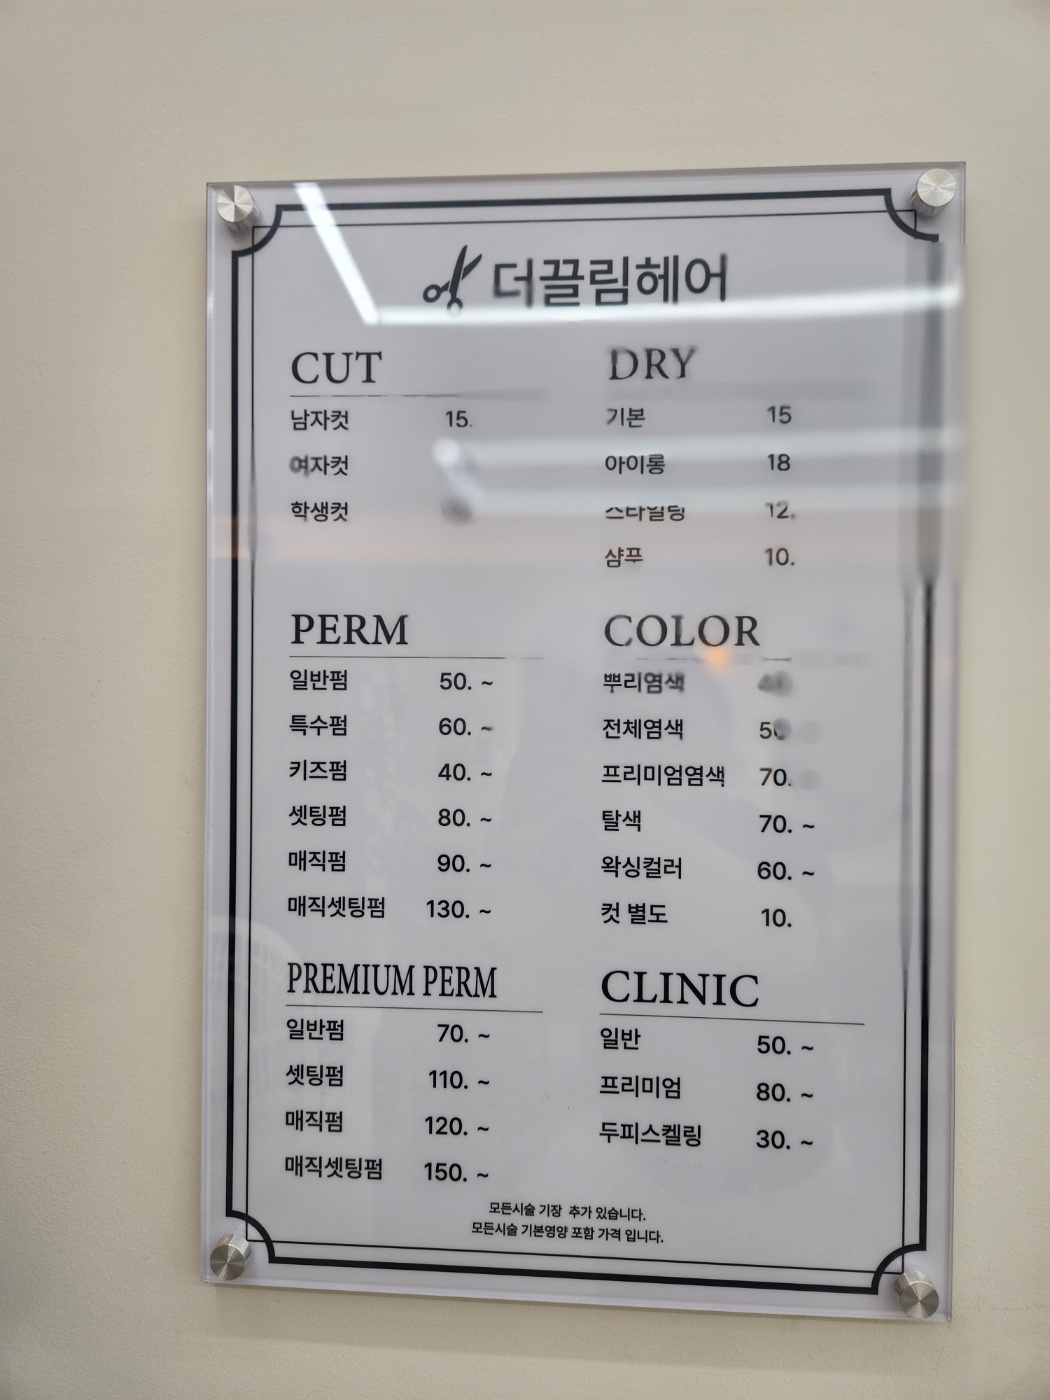 더끌림헤어
CUT
남자컷 15.
여자컷
학생컷
DRY
기본 15
아이롱 18
스타일링 12.
샴푸 10.
PERM
일반펌 50. ~
특수펌 60. ~
키즈펌 40. ~
셋팅펌 80. ~
매직펌 90. ~
매직셋팅펌 130. ~
COLOR
뿌리염색
전체염색
프리미엄염색 70.
탈색 70. ~
왁싱컬러 60. ~
컷 별도 10.
PREMIUM PERM
일반펌 70. ~
셋팅펌 110. ~
매직펌 120. ~
매직셋팅펌 150. ~
CLINIC
일반 50. ~
프리미엄 80. ~
두피스켈링 30. ~
모든시술 기장 추가 있습니다.
모든시술 기본영양 포함 가격 입니다.